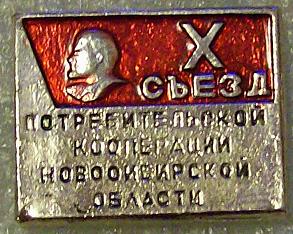 X
СЪЕЗД
ПОТРЕБИТЕЛЬСКОЙ
КООПЕРАЦИИ
НОВОСИБИРСКОЙ
ОБЛАСТИ